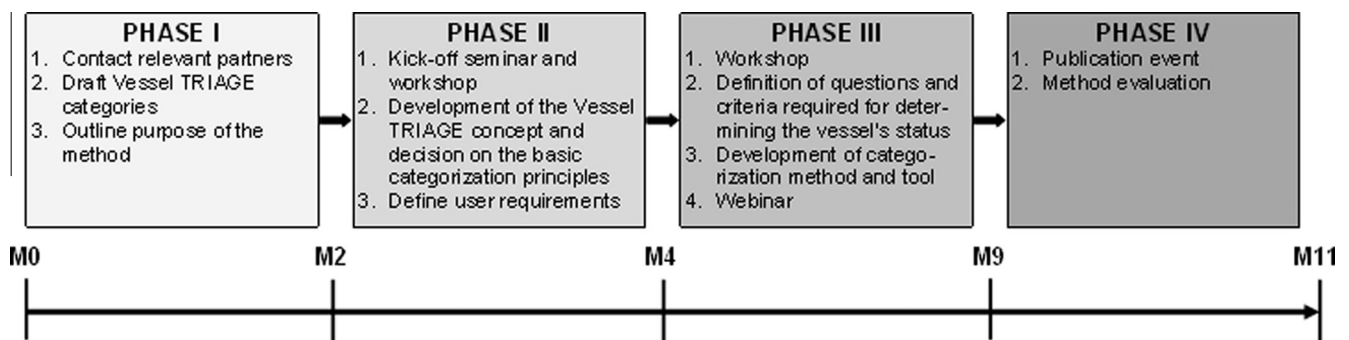 PHASE I
1. Contact relevant partners
2. Draft Vessel TRIAGE
categories
3. Outline purpose of the
method
PHASE II
1. Kick-off seminar and
workshop
2. Development of the Vessel
TRIAGE concept and
decision on the basic
categorization principles
3. Define user requirements
PHASE III
1. Workshop
2. Definition of questions and
criteria required for deter-
mining the vessel's status
3. Development of catego-
rization method and tool
4. Webinar
PHASE IV
1. Publication event
2. Method evaluation
M0 M2 M4 M9 M11